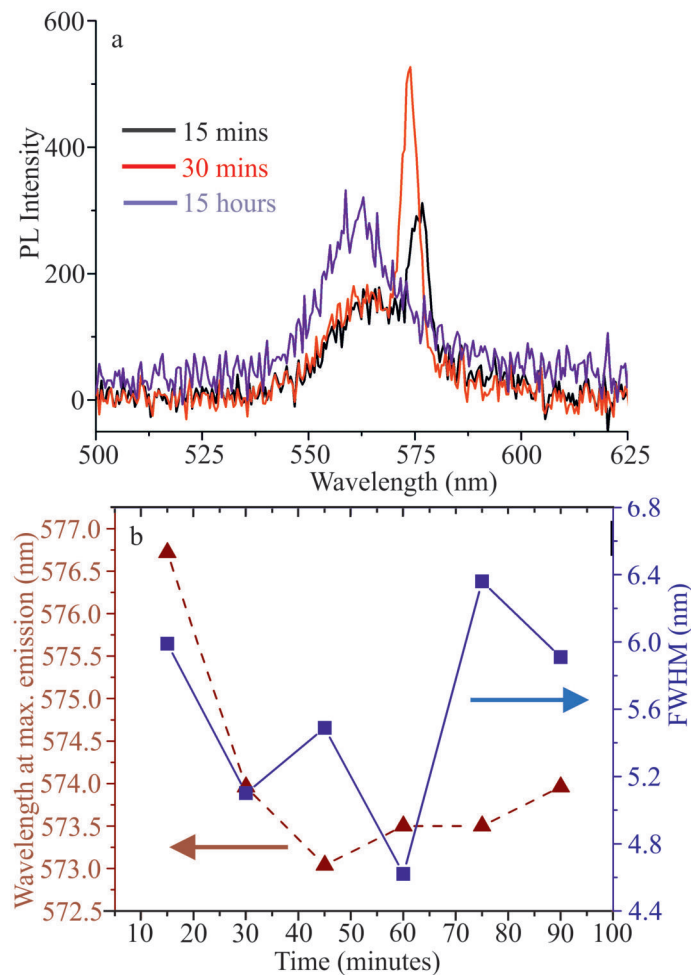 a
600
400
200
0
PL Intensity
15 mins
30 mins
15 hours
500 525 550 575 600 625
Wavelength (nm)
b
577.0
576.5
576.0
575.5
575.0
574.5
574.0
573.5
573.0
572.5
Wavelength at max. emission (nm)
6.8
6.4
6.0
5.6
5.2
4.8
4.4
FWHM (nm)
10 20 30 40 50 60 70 80 90 100
Time (minutes)